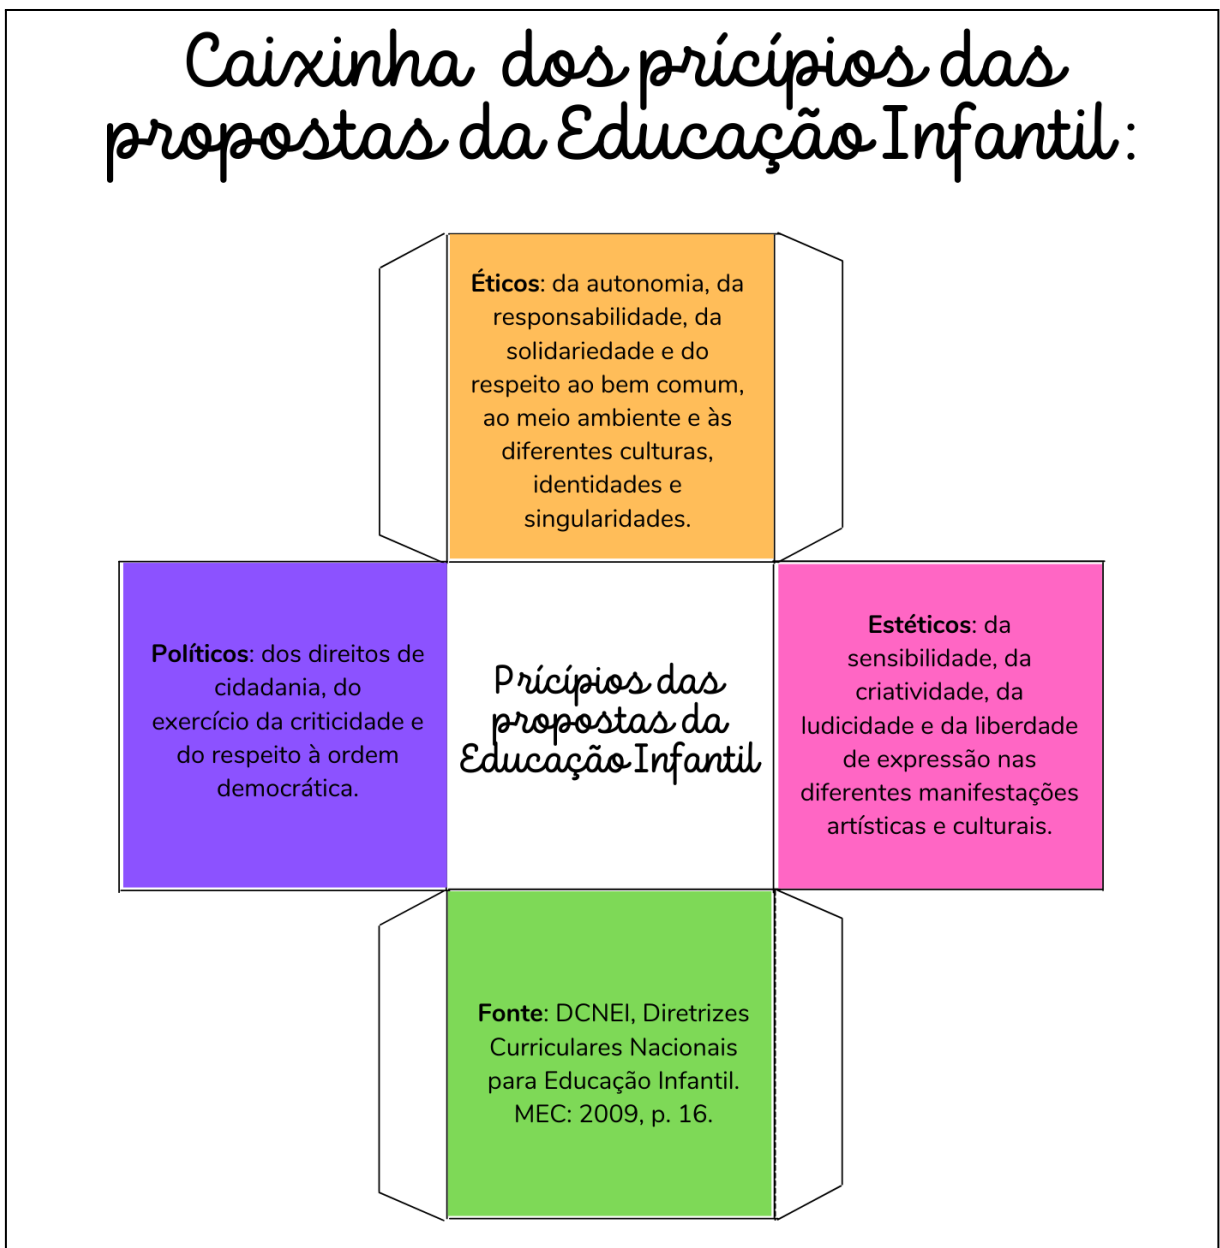 Caixinha dos prícípios das
propostas da Educação Infantil:
Éticos: da autonomia, da
responsabilidade, da
solidariedade e do
respeito ao bem comum,
ao meio ambiente e às
diferentes culturas,
identidades e
singularidades.
Políticos: dos direitos de
cidadania, do
exercício da criticidade e
do respeito à ordem
democrática.
Prícípios das
propostas da
Educação Infantil
Estéticos: da
sensibilidade, da
criatividade, da
ludicidade e da liberdade
de expressão nas
diferentes manifestações
artísticas e culturais.
Fonte: DCNEI, Diretrizes
Curriculares Nacionais
para Educação Infantil.
MEC: 2009, p. 16.